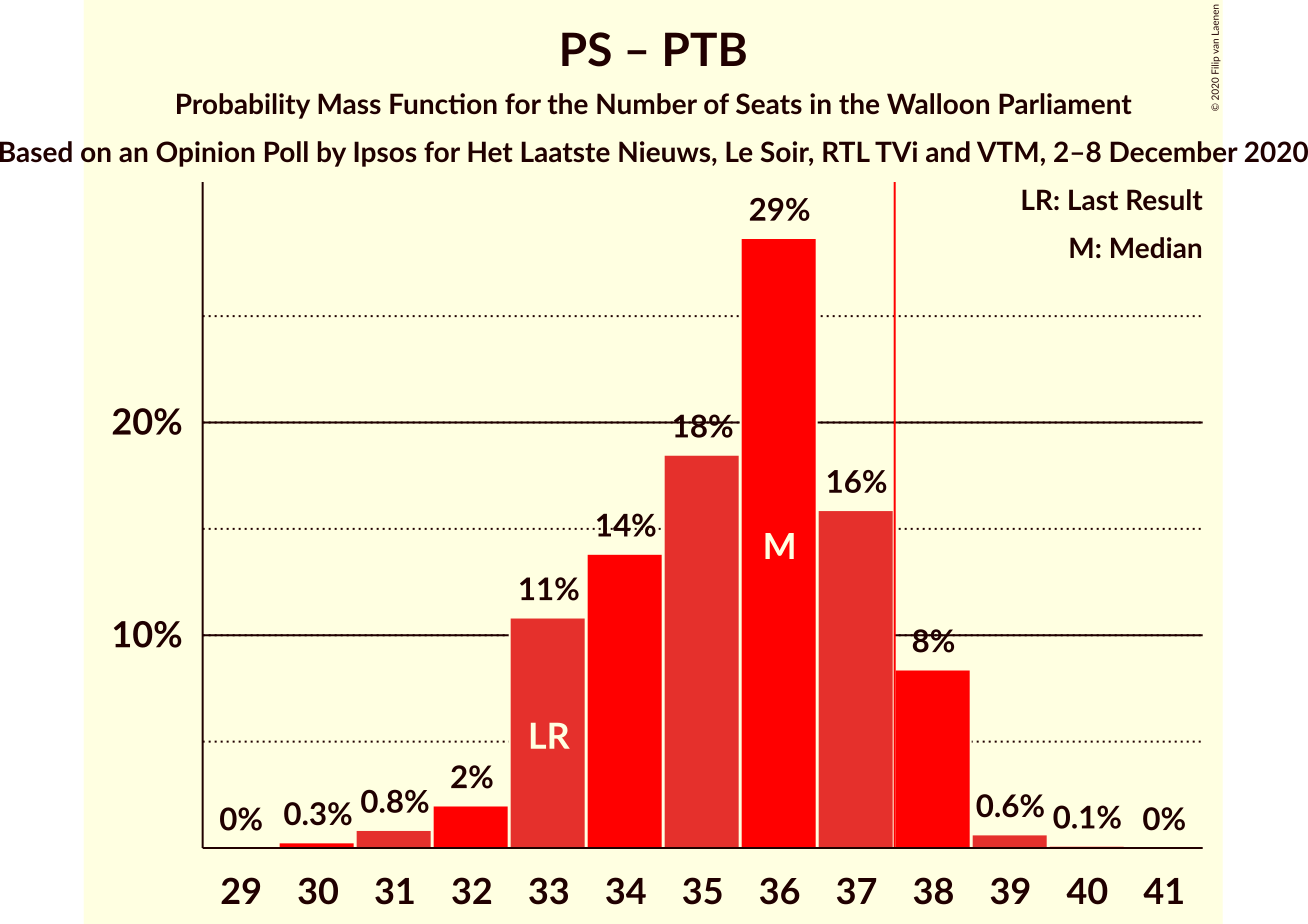 PS – PTB
Probability Mass Function for the Number of Seats in the Walloon Parliament
Based on an Opinion Poll by Ipsos for Het Laatste Nieuws, Le Soir, RTL TVi and VTM, 2–8 December 2020
© 2020 Filip van Laenen
LR: Last Result
M: Median
29%
20%
18%
16%
14%
M
11%
10%
8%
LR
2%
0%
0.3%
0.8%
0.6%
0.1%
0%
29 30 31 32 33 34 35 36 37 38 39 40 41